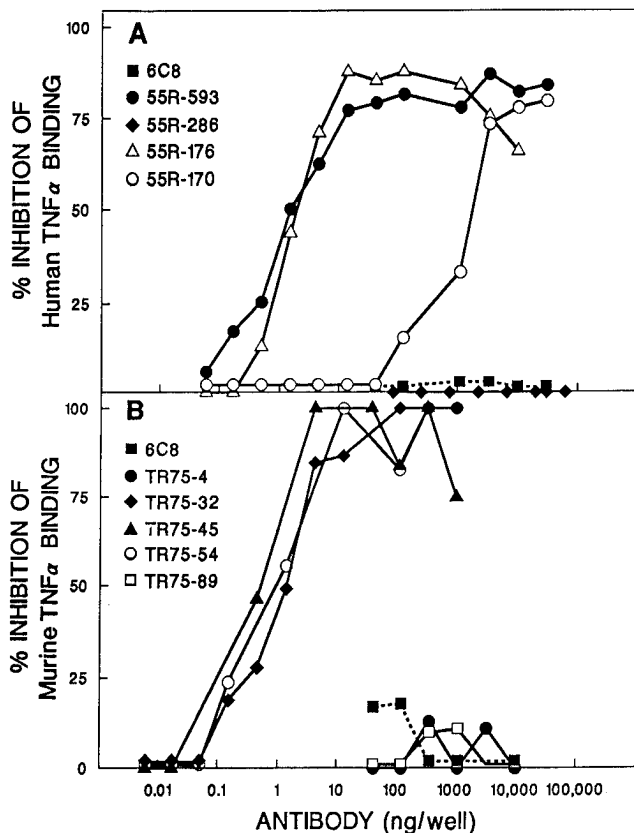 A
% INHIBITION OF
Human TNFα BINDING
100
75
50
25
■ 6C8
● 55R-593
◆ 55R-286
△ 55R-176
○ 55R-170
B
% INHIBITION OF
Murine TNFα BINDING
100
75
50
25
0
■ 6C8
● TR75-4
◆ TR75-32
▲ TR75-45
○ TR75-54
□ TR75-89
0.01 0.1 1 10 100 1000 10,000 100,000
ANTIBODY (ng/well)